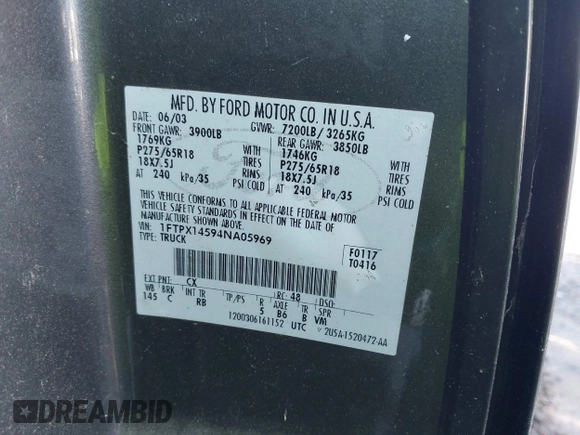 MFD. BY FORD MOTOR CO. IN U.S.A.
DATE: 06/03 GVWR: 7200LB / 3265KG
FRONT GAWR: 3900LB REAR GAWR: 3850LB
1769KG WITH 1746KG WITH
P275/65R18 TIRES P275/65R18 TIRES
18X7.5J RIMS 18X7.5J RIMS
AT 240 kPa/35 PSI COLD AT 240 kPa/35 PSI COLD
THIS VEHICLE CONFORMS TO ALL APPLICABLE FEDERAL MOTOR
VEHICLE SAFETY AND BUMPER STANDARDS IN EFFECT ON THE DATE OF
MANUFACTURE SHOWN ABOVE.
VIN: 1FTPX14594NA05969
TYPE: TRUCK
F0117
T0416
EXT. PNT: CX RC: 48 DSO:
WB BRK INT TR TP/PS R AXLE TR SPR
145 C RB 5 B6 B VM
1200306161152 UTC 2U5A-1520472-AA
DREAMBID